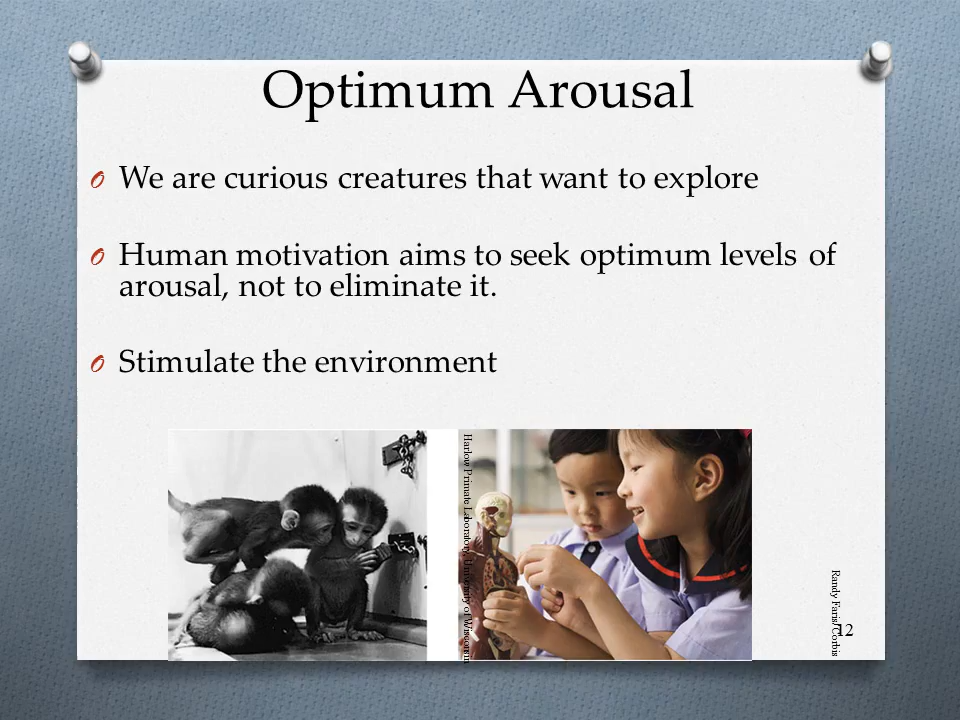 Optimum Arousal
We are curious creatures that want to explore
Human motivation aims to seek optimum levels of
arousal, not to eliminate it.
Stimulate the environment
Harlow Primate Laboratory, University of Wisconsin
Randy Faris/Corbis
12